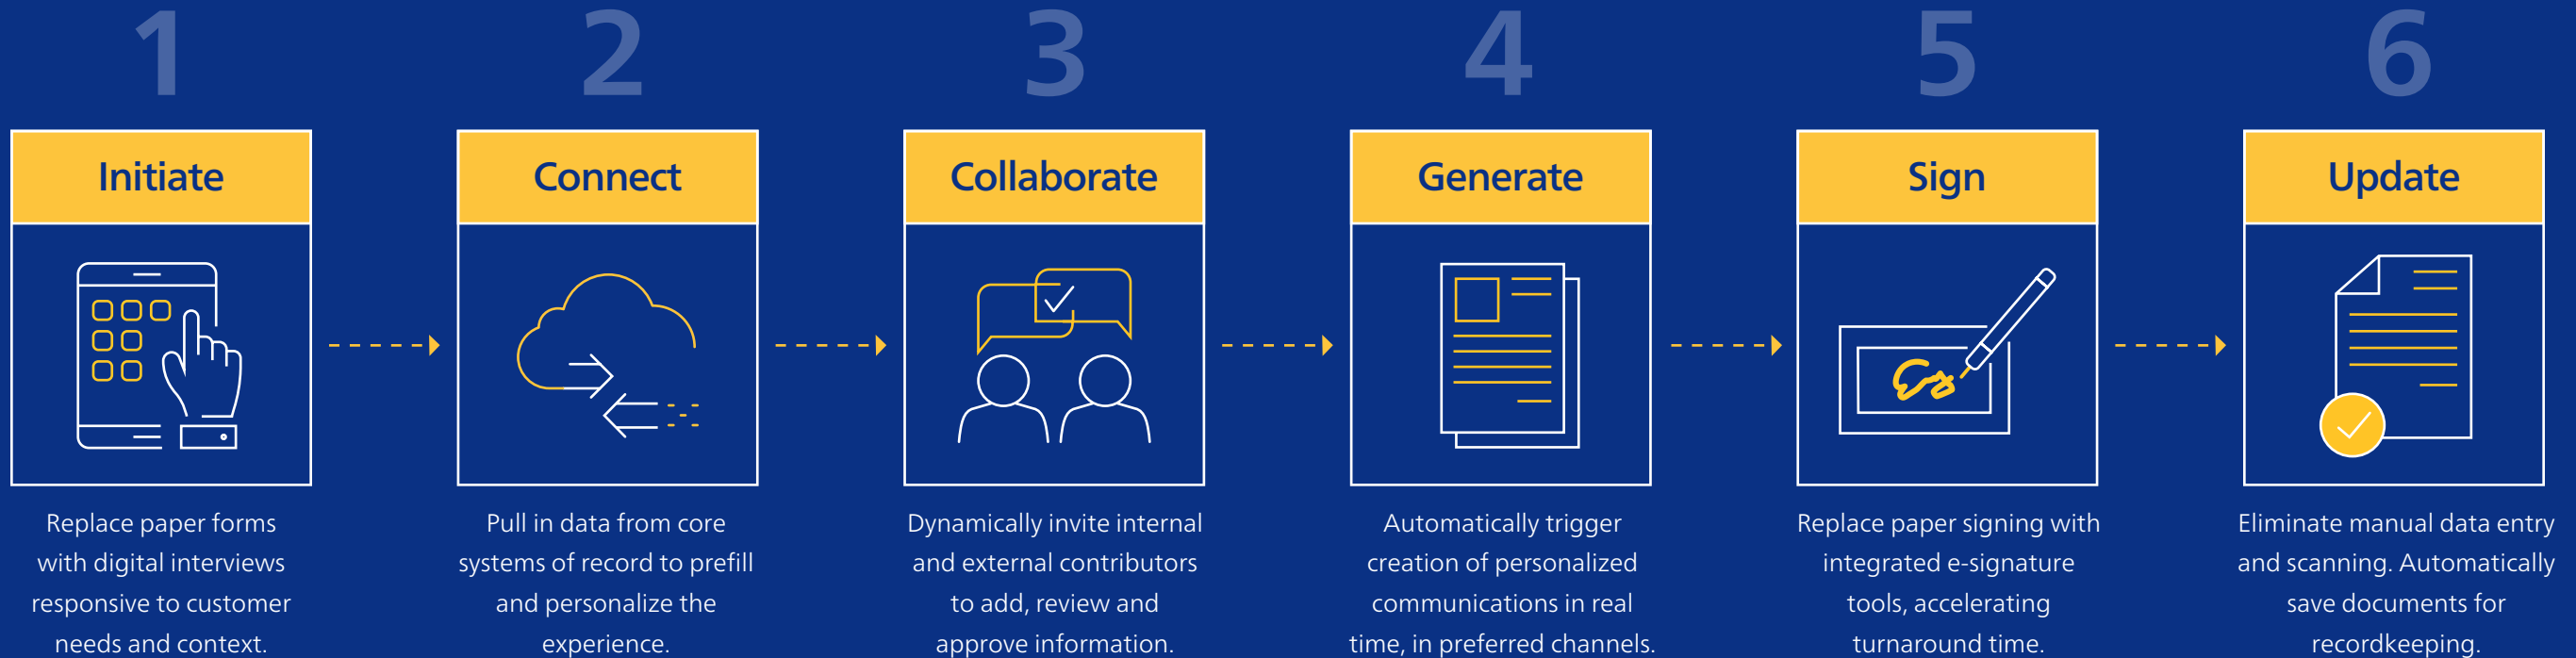 1
Initiate
Replace paper forms
with digital interviews
responsive to customer
needs and context.
2
Connect
Pull in data from core
systems of record to prefill
and personalize the
experience.
3
Collaborate
Dynamically invite internal
and external contributors
to add, review and
approve information.
4
Generate
Automatically trigger
creation of personalized
communications in real
time, in preferred channels.
5
Sign
Replace paper signing with
integrated e-signature
tools, accelerating
turnaround time.
6
Update
Eliminate manual data entry
and scanning. Automatically
save documents for
recordkeeping.